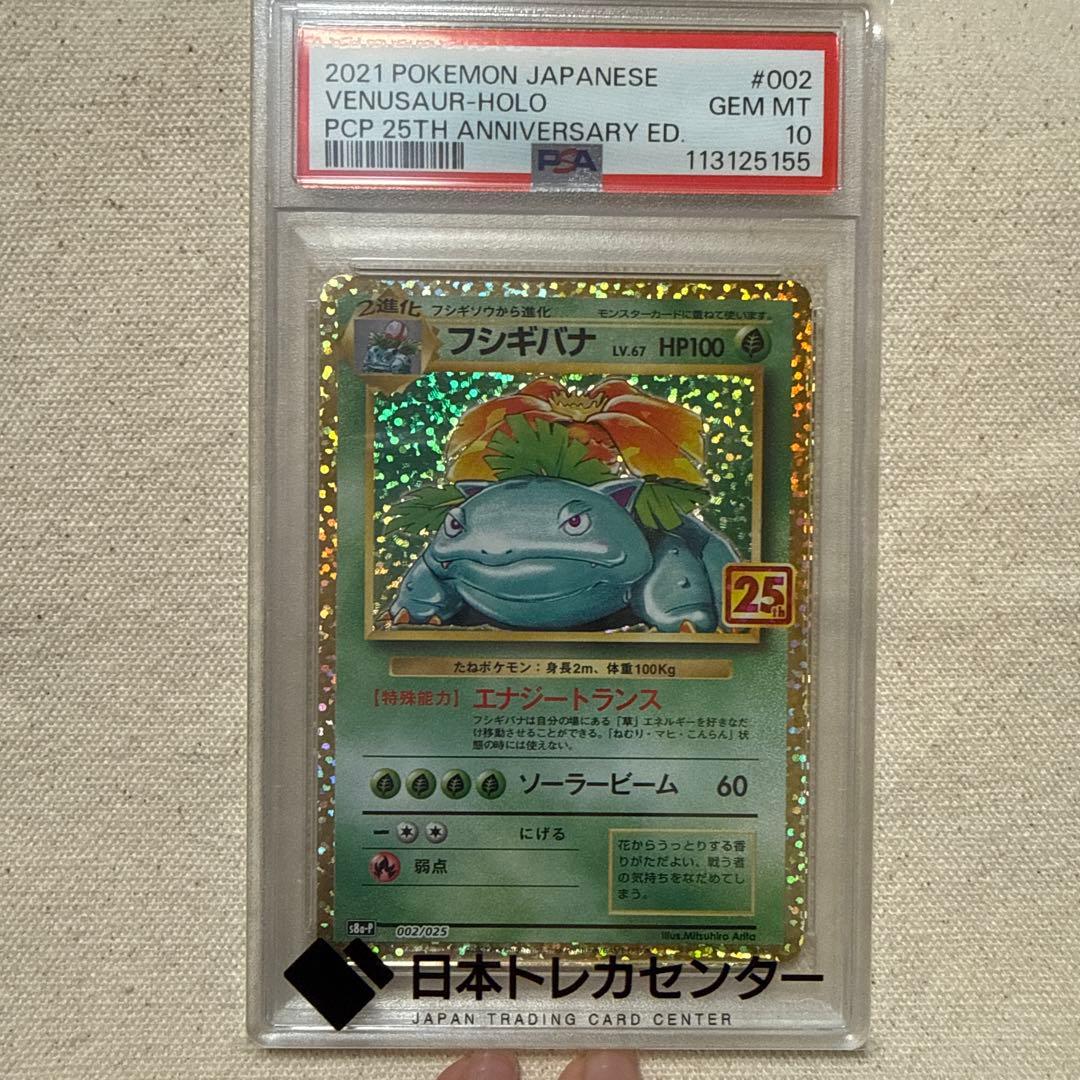 2021 POKEMON JAPANESE #002
VENUSAUR-HOLO GEM MT
PCP 25TH ANNIVERSARY ED. 10
PSA 113125155
2進化 フシギソウから進化 モンスターカードに重ねて使います。
フシギバナ LV.67 HP100
25th
たねポケモン:身長2m、体重100Kg
【特殊能力】 エナジートランス
フシギバナは自分の場にある「草」エネルギーを好きなだ
け移動させることができる。「ねむり・マヒ・こんらん」状
態の時には使えない。
ソーラービーム 60
ー にげる
弱点
花からうっとりする香
りがただよい、戦う者
の気持ちをなだめてし
まう。
s8a-P 002/025 Illus.Mitsuhiro Arita
日本トレカセンター
JAPAN TRADING CARD CENTER